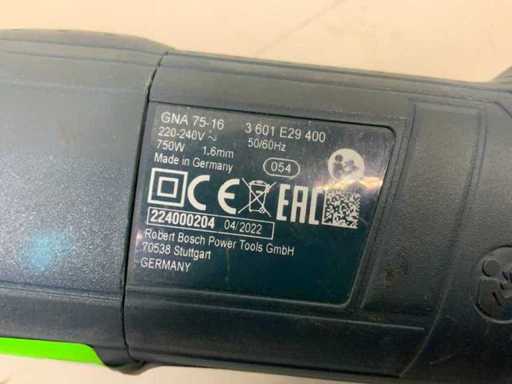 GNA 75-16 3 601 E29 400
220-240V ~ 50/60Hz
750W 1,6mm
Made in Germany 054
CE EAC
224000204 04/2022
Robert Bosch Power Tools GmbH
70538 Stuttgart
GERMANY